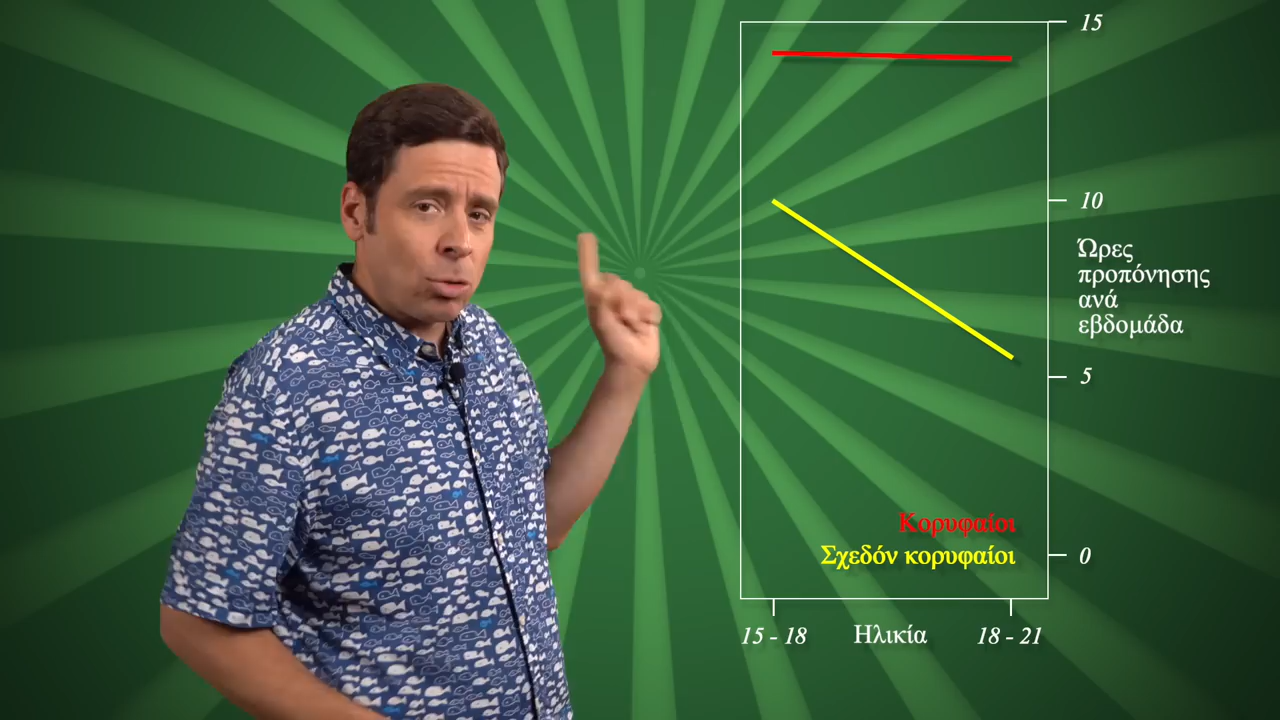 15
10
Ώρες
προπόνησης
ανά
εβδομάδα
5
Κορυφαίοι
Σχεδόν κορυφαίοι
0
15 - 18 Ηλικία 18 - 21